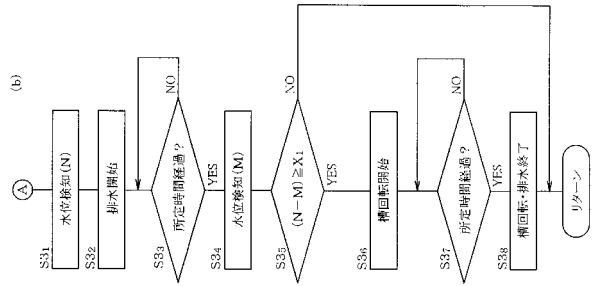 (b)
A
S31
水位検知(N)
S32
排水開始
S33
所定時間経過?
NO
YES
S34
水位検知(M)
S35
(N−M)≧X1
NO
YES
S36
槽回転開始
S37
所定時間経過?
NO
YES
S38
槽回転・排水終了
リターン